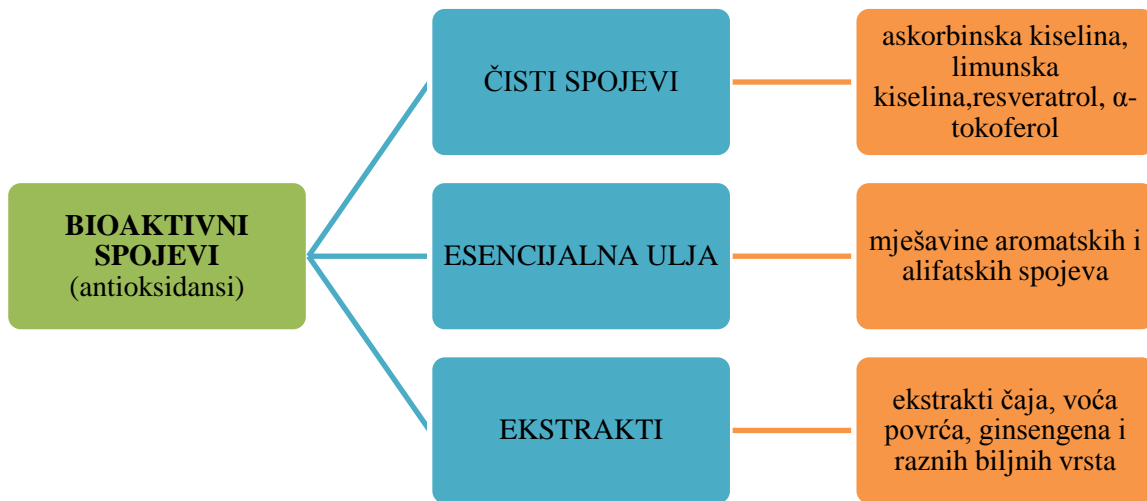 BIOAKTIVNI
SPOJEVI
(antioksidansi)
ČISTI SPOJEVI
askorbinska kiselina,
limunska
kiselina,resveratrol, α-
tokoferol
ESENCIJALNA ULJA
mješavine aromatskih i
alifatskih spojeva
EKSTRAKTI
ekstrakti čaja, voća
povrća, ginsengena i
raznih biljnih vrsta